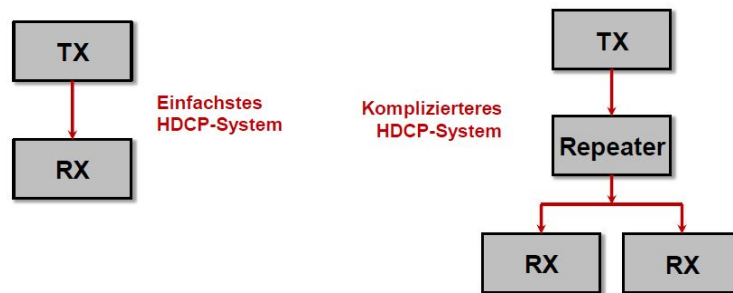 TX
RX
Einfachstes
HDCP-System
TX
Komplizierteres
HDCP-System
Repeater
RX
RX